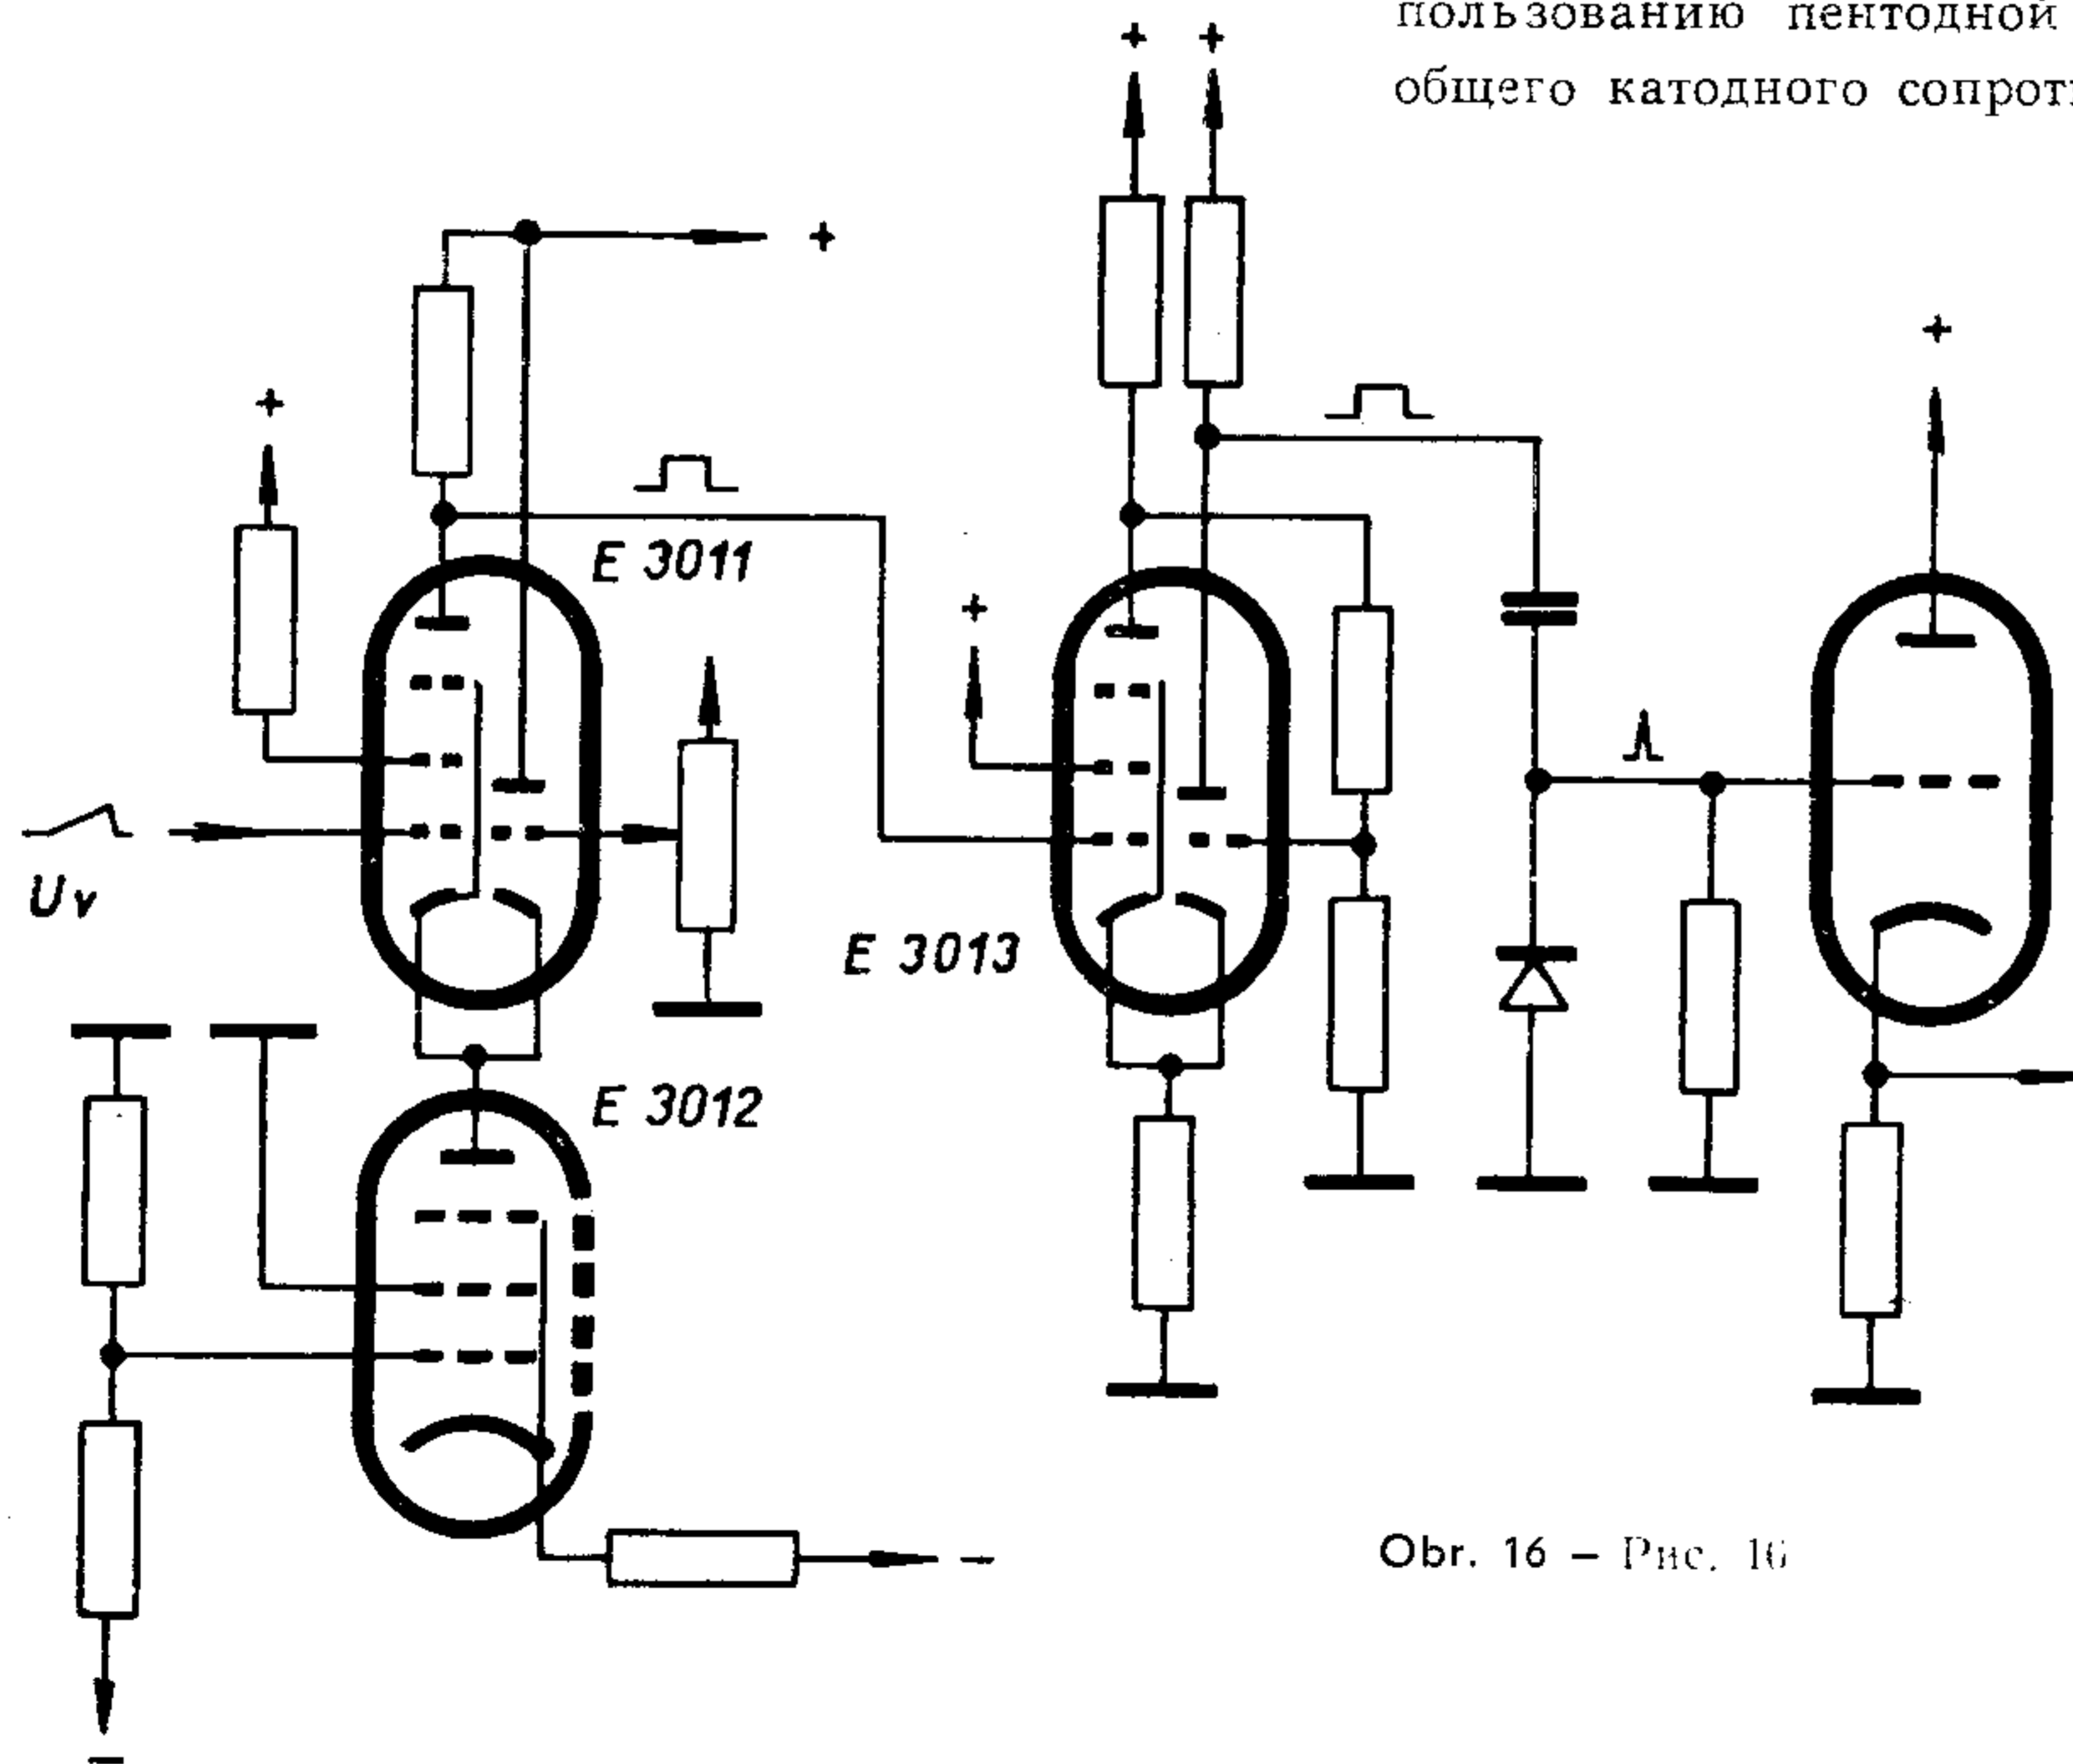 пользованию пентодной
общего катодного сопрот
+ +
+
+
+
E 3011
+
Uv
E 3013
E 3012
Obr. 16 – Рис. 16
–
–